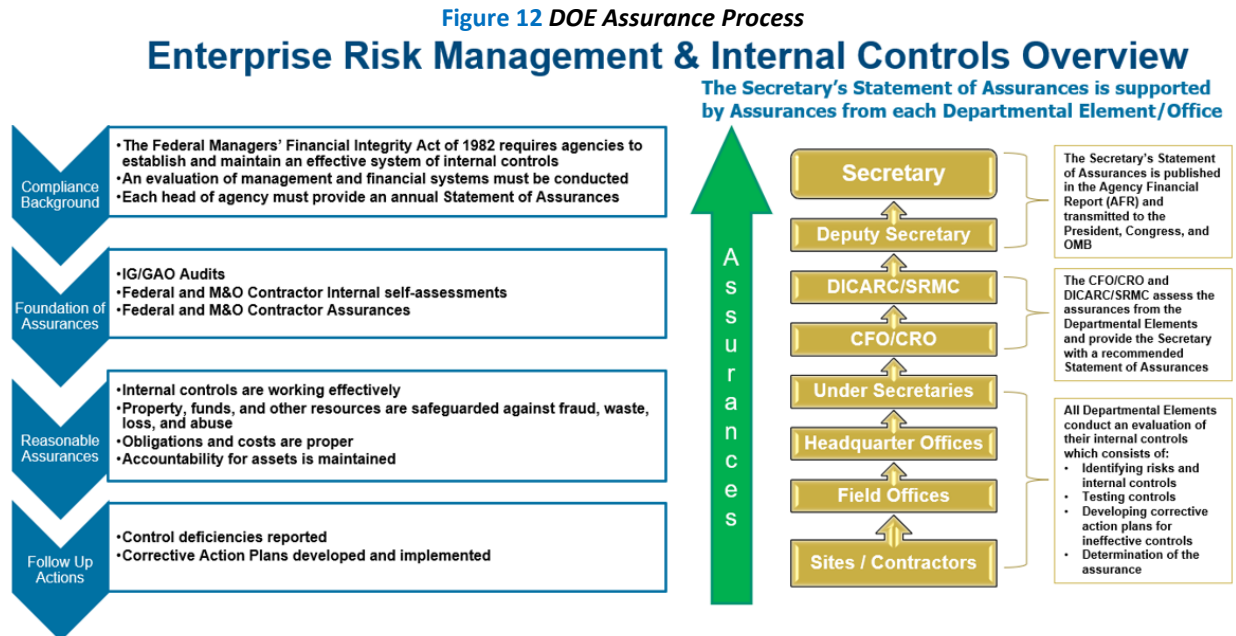 Figure 12 DOE Assurance Process
Enterprise Risk Management & Internal Controls Overview
Compliance
Background
•The Federal Managers' Financial Integrity Act of 1982 requires agencies to
establish and maintain an effective system of internal controls
•An evaluation of management and financial systems must be conducted
•Each head of agency must provide an annual Statement of Assurances
Foundation of
Assurances
•IG/GAO Audits
•Federal and M&O Contractor Internal self-assessments
•Federal and M&O Contractor Assurances
Reasonable
Assurances
•Internal controls are working effectively
•Property, funds, and other resources are safeguarded against fraud, waste,
loss, and abuse
•Obligations and costs are proper
•Accountability for assets is maintained
Follow Up
Actions
•Control deficiencies reported
•Corrective Action Plans developed and implemented
The Secretary's Statement of Assurances is supported
by Assurances from each Departmental Element/Office
Assurances
Secretary
Deputy Secretary
DICARC/SRMC
CFO/CRO
Under Secretaries
Headquarter Offices
Field Offices
Sites / Contractors
The Secretary's Statement
of Assurances is published
in the Agency Financial
Report (AFR) and
transmitted to the
President, Congress, and
OMB
The CFO/CRO and
DICARC/SRMC assess the
assurances from the
Departmental Elements
and provide the Secretary
with a recommended
Statement of Assurances
All Departmental Elements
conduct an evaluation of
their internal controls
which consists of:
• Identifying risks and
internal controls
• Testing controls
• Developing corrective
action plans for
ineffective controls
• Determination of the
assurance